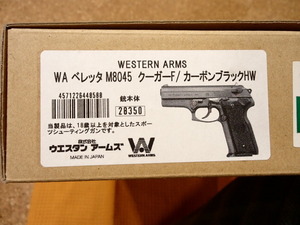 WESTERN ARMS
WA ベレッタ M8045 クーガーF/ カーボンブラックHW
4571226448588
銃本体
28350
当製品は、18歳以上を対象としたスポー
ツシューティングガンです。
株式会社
ウエスタン アームズ
MADE IN JAPAN
WA
WESTERN ARMS